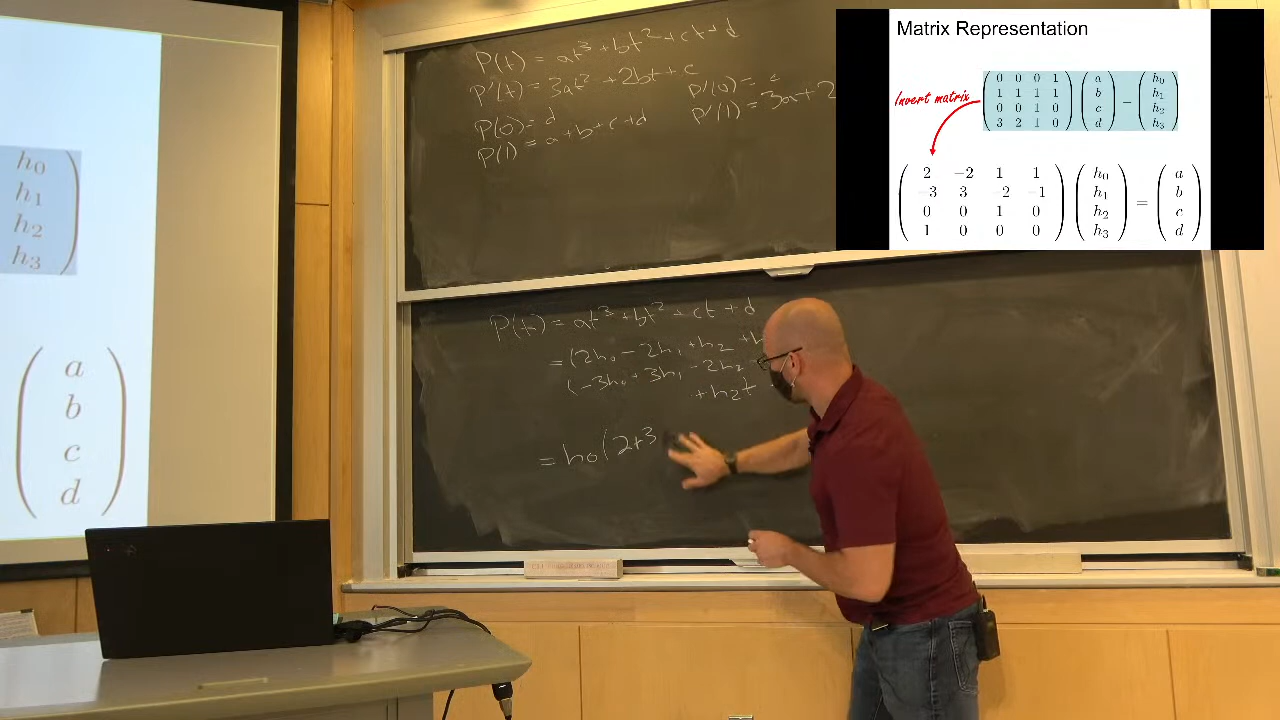 P(t) = at³ + bt² + ct + d
P'(t) = 3at² + 2bt + c
P'(0) = c
P(0) = d
P'(1) = 3a + 2
P(1) = a + b + c + d
P(t) = at³ + bt² + ct + d
= (2h₀ - 2h₁ + h₂ + h
(-3h₀ + 3h₁ - 2h₂
+ h₂t
= h₀(2t³
h₀
h₁
h₂
h₃
a
b
c
d
Matrix Representation
Invert matrix
0 0 0 1 a h₀
1 1 1 1 b h₁
0 0 1 0 c = h₂
3 2 1 0 d h₃
2 -2 1 1 h₀ a
-3 3 -2 -1 h₁ b
0 0 1 0 h₂ = c
1 0 0 0 h₃ d